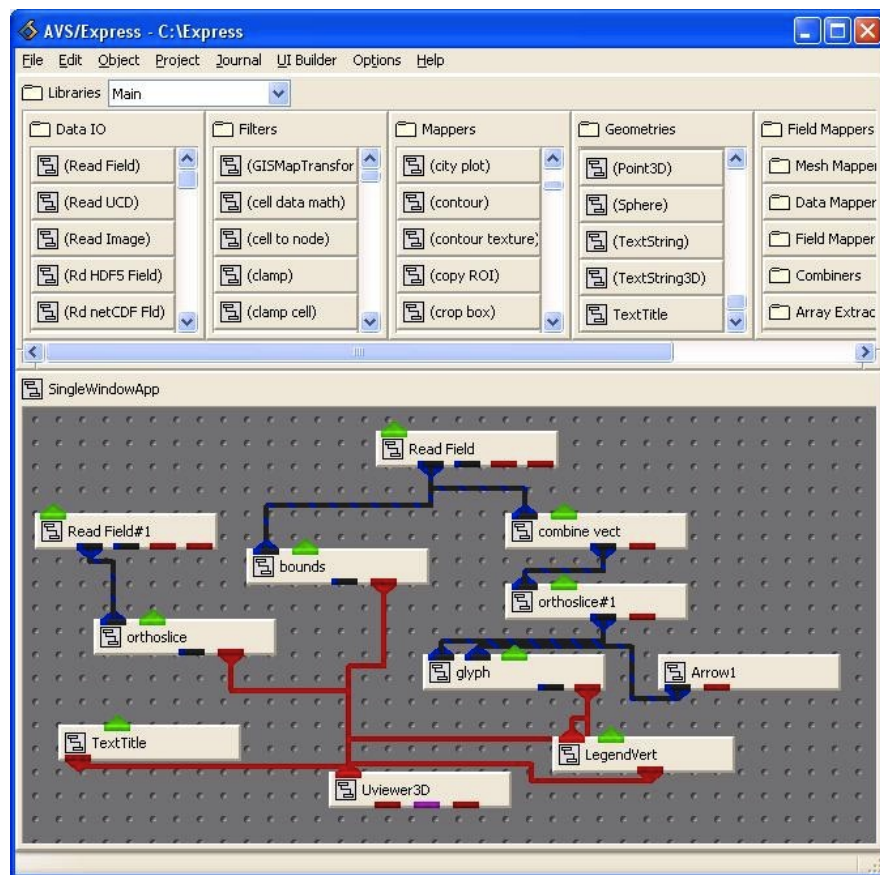 AVS/Express - C:\Express
File Edit Object Project Journal UI Builder Options Help
Libraries Main
Data IO
(Read Field)
(Read UCD)
(Read Image)
(Rd HDF5 Field)
(Rd netCDF Fld)
Filters
(GISMapTransfor
(cell data math)
(cell to node)
(clamp)
(clamp cell)
Mappers
(city plot)
(contour)
(contour texture)
(copy ROI)
(crop box)
Geometries
(Point3D)
(Sphere)
(TextString)
(TextString3D)
TextTitle
Field Mappers
Mesh Mapper
Data Mapper
Field Mapper
Combiners
Array Extrac
SingleWindowApp
Read Field
Read Field#1
combine vect
bounds
orthoslice#1
orthoslice
glyph
Arrow1
TextTitle
LegendVert
Uviewer3D